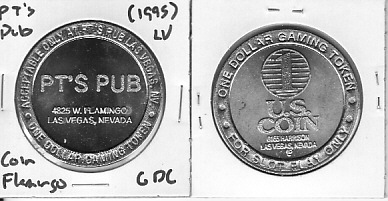 PT's Pub
(1995) LV
ACCEPTABLE ONLY AT PT'S PUB LAS VEGAS, NV.
PT'S PUB
4825 W. FLAMINGO
LAS VEGAS, NEVADA
ONE DOLLAR GAMING TOKEN
Coin
Flamingo
GDC
ONE DOLLAR GAMING TOKEN
U.S.
COIN
HARRISON
LAS VEGAS, NEVADA
FOR SLOT PLAY ONLY